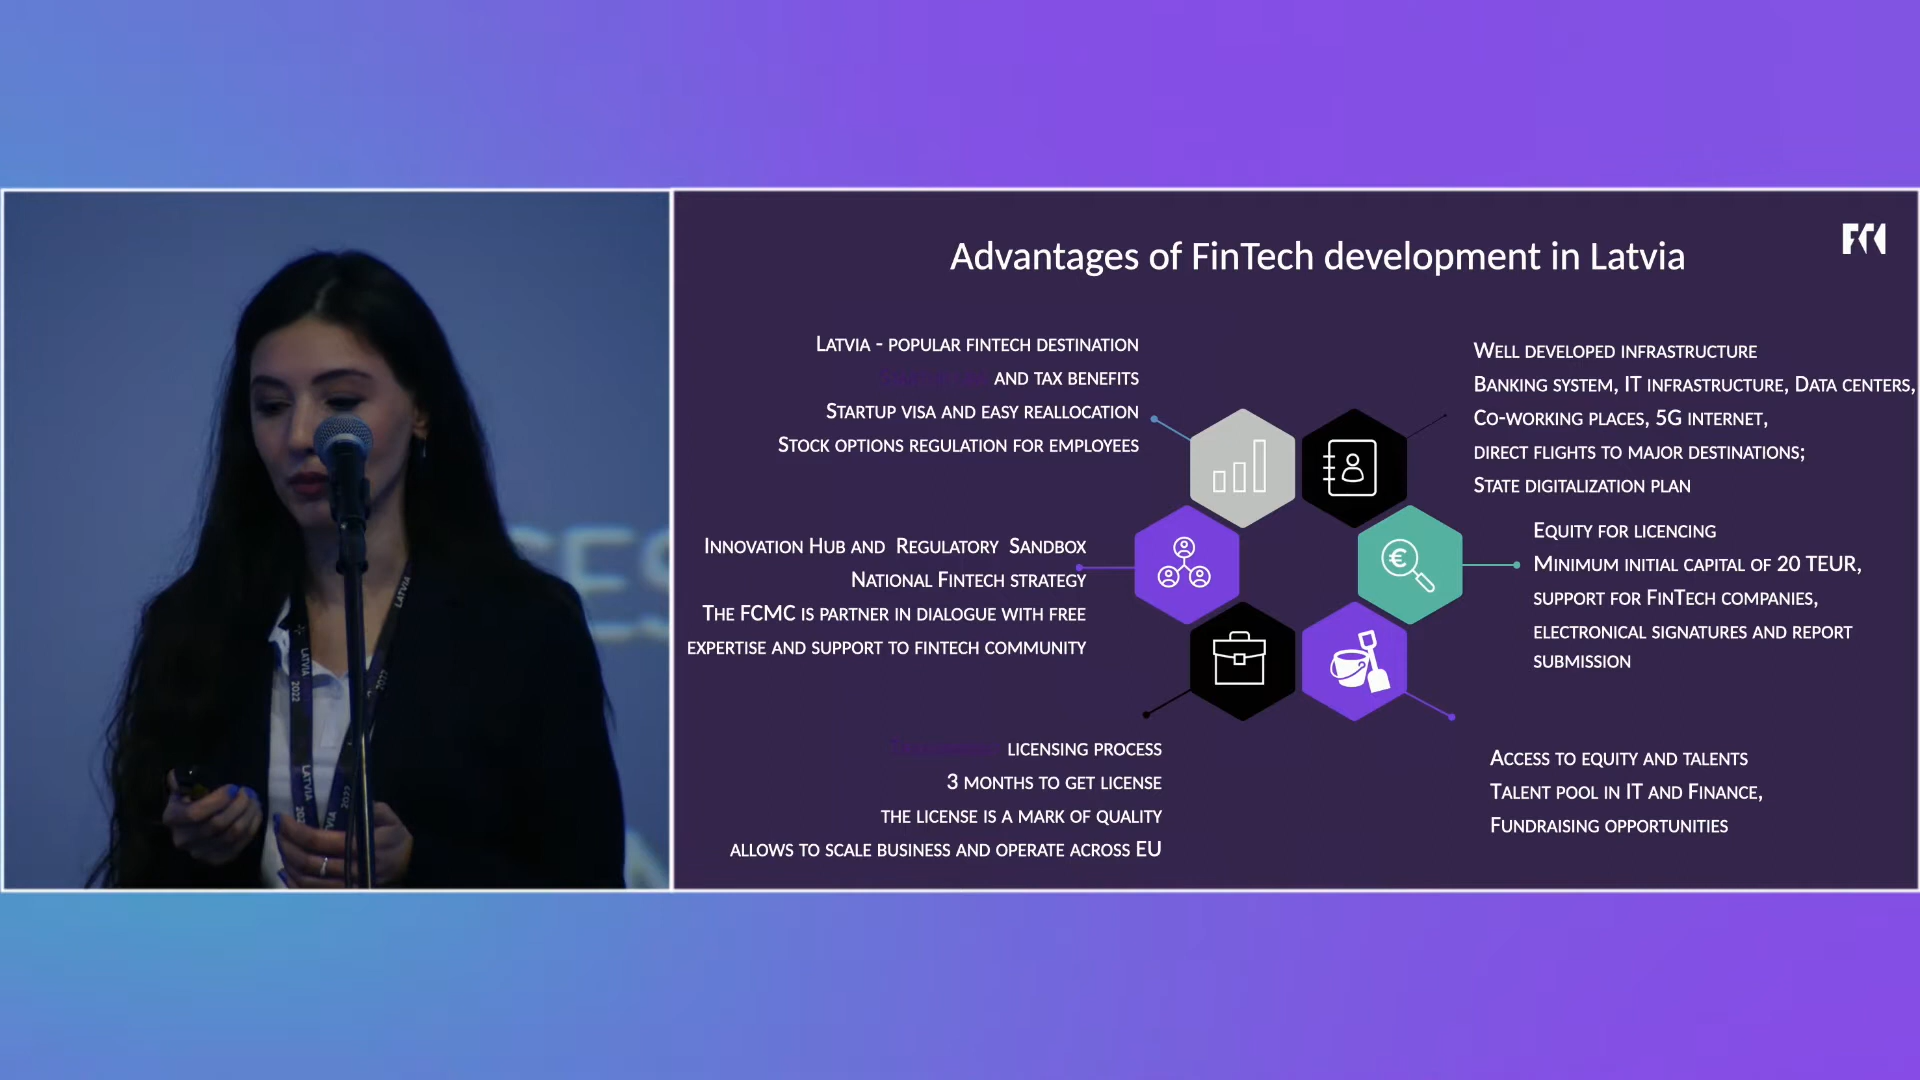 Advantages of FinTech development in Latvia
Latvia - popular fintech destination
and tax benefits
Startup visa and easy reallocation
Stock options regulation for employees
Well developed infrastructure
Banking system, IT infrastructure, Data centers,
Co-working places, 5G internet,
direct flights to major destinations;
State digitalization plan
Innovation Hub and Regulatory Sandbox
National Fintech strategy
The FCMC is partner in dialogue with free
expertise and support to fintech community
Equity for licencing
Minimum initial capital of 20 TEUR,
support for FinTech companies,
electronical signatures and report
submission
licensing process
3 months to get license
the license is a mark of quality
allows to scale business and operate across EU
Access to equity and talents
Talent pool in IT and Finance,
Fundraising opportunities
LATVIA
LATVIA 2022
2022
LATVIA
2022